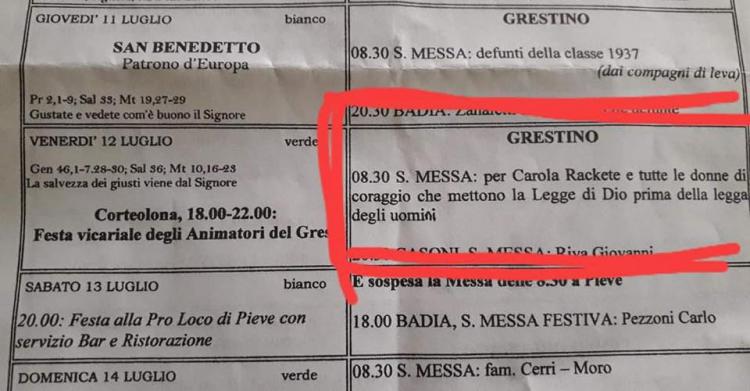 GIOVEDI' 11 LUGLIO bianco
SAN BENEDETTO
Patrono d'Europa
Pr 2,1-9; Sal 33; Mt 19,27-29
Gustate e vedete com'è buono il Signore
GRESTINO
08.30 S. MESSA: defunti della classe 1937
(dai compagni di leva)
20.30 BADIA:
VENERDI' 12 LUGLIO verde
Gen 46,1-7.28-30; Sal 36; Mt 10,16-23
La salvezza dei giusti viene dal Signore
Corteolona, 18.00-22.00:
Festa vicariale degli Animatori del Gres
GRESTINO
08.30 S. MESSA: per Carola Rackete e tutte le donne di
coraggio che mettono la Legge di Dio prima della legga
degli uomini
CASONI, S. MESSA: Riva Giovanni
SABATO 13 LUGLIO bianco
20.00: Festa alla Pro Loco di Pieve con
servizio Bar e Ristorazione
E sospesa la Messa delle 8.30 a Pieve
18.00 BADIA, S. MESSA FESTIVA: Pezzoni Carlo
DOMENICA 14 LUGLIO verde
08.30 S. MESSA: fam. Cerri – Moro